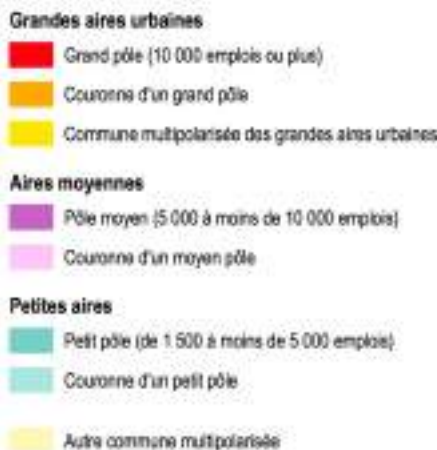 Grandes aires urbaines
Grand pôle (10 000 emplois ou plus)
Couronne d'un grand pôle
Commune multipolarisée des grandes aires urbaines
Aires moyennes
Pôle moyen (5 000 à moins de 10 000 emplois)
Couronne d'un moyen pôle
Petites aires
Petit pôle (de 1 500 à moins de 5 000 emplois)
Couronne d'un petit pôle
Autre commune multipolarisée